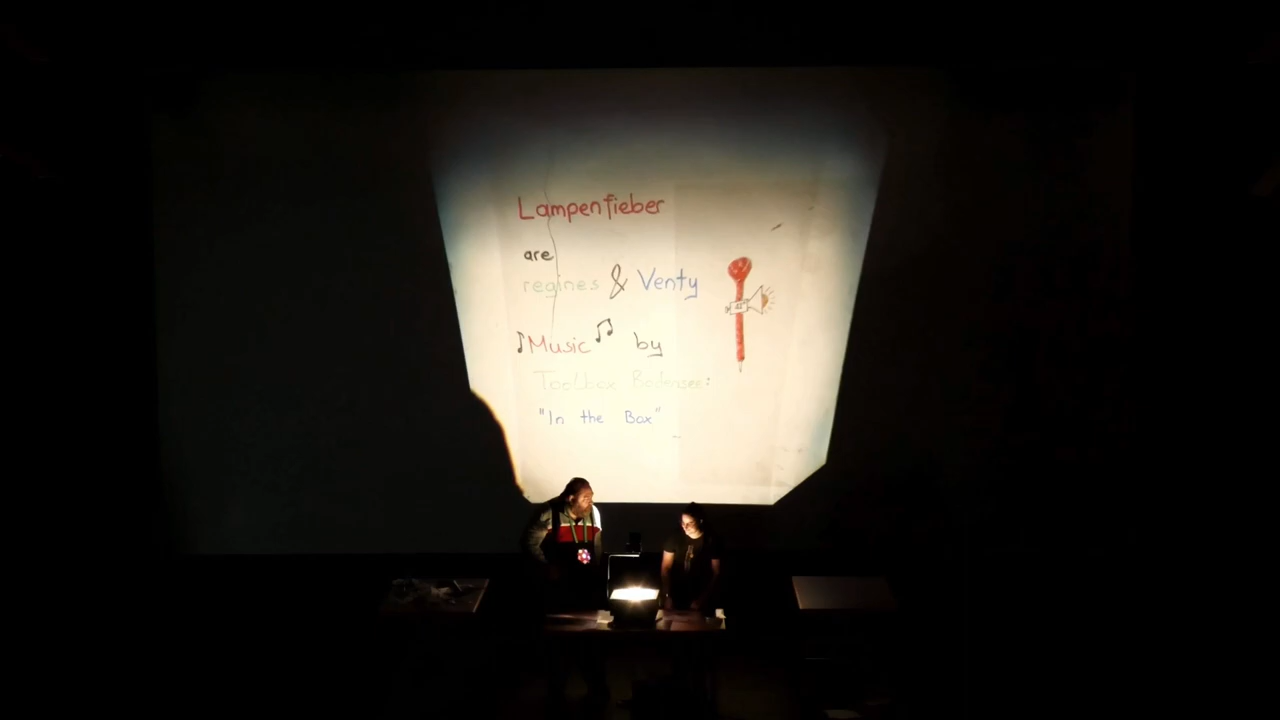 Lampenfieber
are
regines & Venty
Music by
Toolbox Bodensee:
"In the Box"